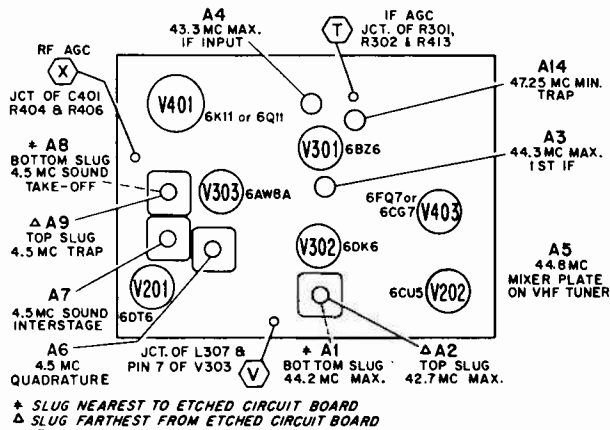 A4
43.3 MC MAX.
IF INPUT
T
IF AGC
JCT. OF R301,
R302 & R413
RF AGC
X
JCT OF C401
R404 & R406
V401
6K11 or 6Q11
A14
47.25 MC MIN.
TRAP
V301
6BZ6
* A8
BOTTOM SLUG
4.5 MC SOUND
TAKE-OFF
A3
44.3 MC MAX.
1ST IF
V303
6AW8A
6FQ7 or
6CG7
V403
Δ A9
TOP SLUG
4.5 MC TRAP
V302
6DK6
A5
44.8 MC
MIXER PLATE
ON VHF TUNER
A7
4.5 MC SOUND
INTERSTAGE
V201
6DT6
6CU5
V202
A6
4.5 MC
QUADRATURE
JCT. OF L307 &
PIN 7 OF V303
V
* A1
BOTTOM SLUG
44.2 MC MAX.
Δ A2
TOP SLUG
42.7 MC MAX.
* SLUG NEAREST TO ETCHED CIRCUIT BOARD
Δ SLUG FARTHEST FROM ETCHED CIRCUIT BOARD